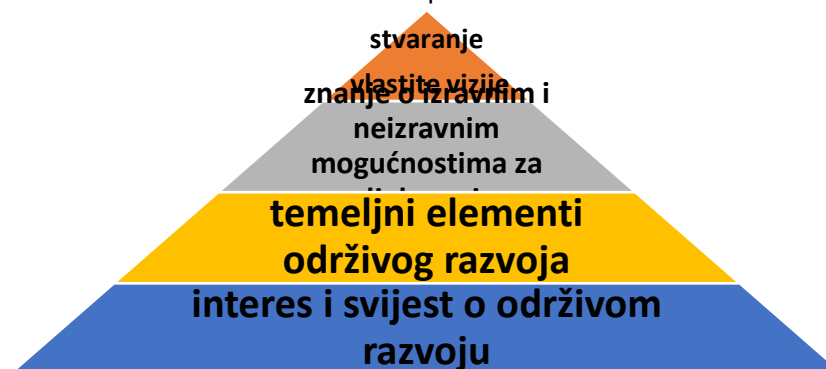 stvaranje
vlastite vizije
znanje o izravnim i
neizravnim
mogućnostima za
temeljni elementi
održivog razvoja
interes i svijest o održivom
razvoju